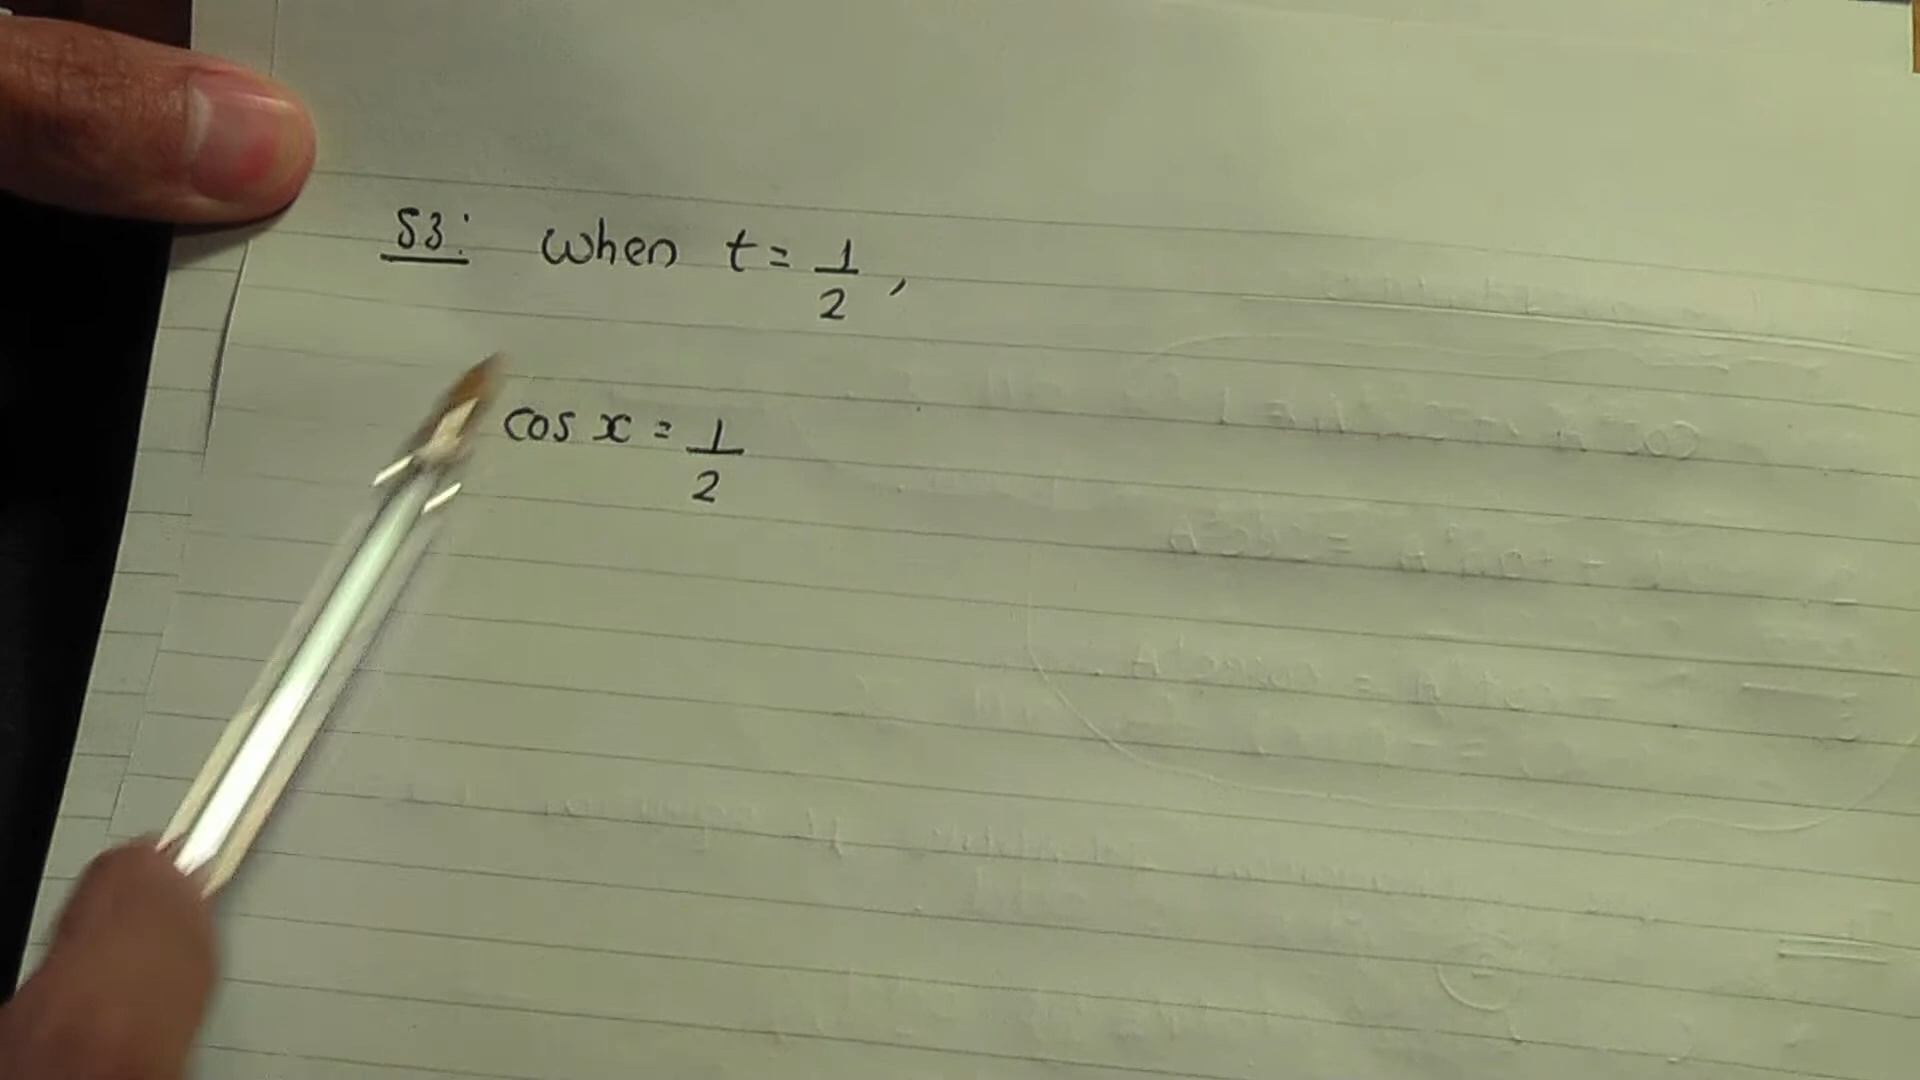 S3: When t = 1/2,
cos x = 1/2